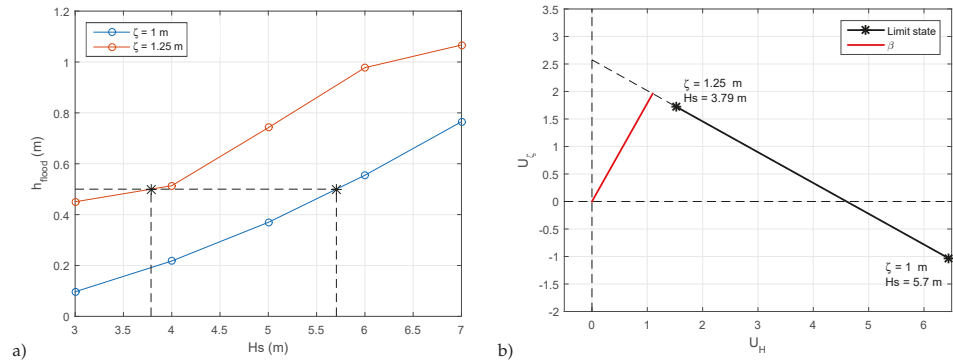 ζ = 1 m
ζ = 1.25 m
1.2
1
0.8
0.6
0.4
0.2
0
h_flood (m)
3
3.5
4
4.5
5
5.5
6
6.5
7
Hs (m)
a)
Limit state
β
3.5
3
2.5
2
1.5
1
0.5
0
-0.5
-1
-1.5
-2
U_ζ
ζ = 1.25 m
Hs = 3.79 m
ζ = 1 m
Hs = 5.7 m
0
1
2
3
4
5
6
U_H
b)